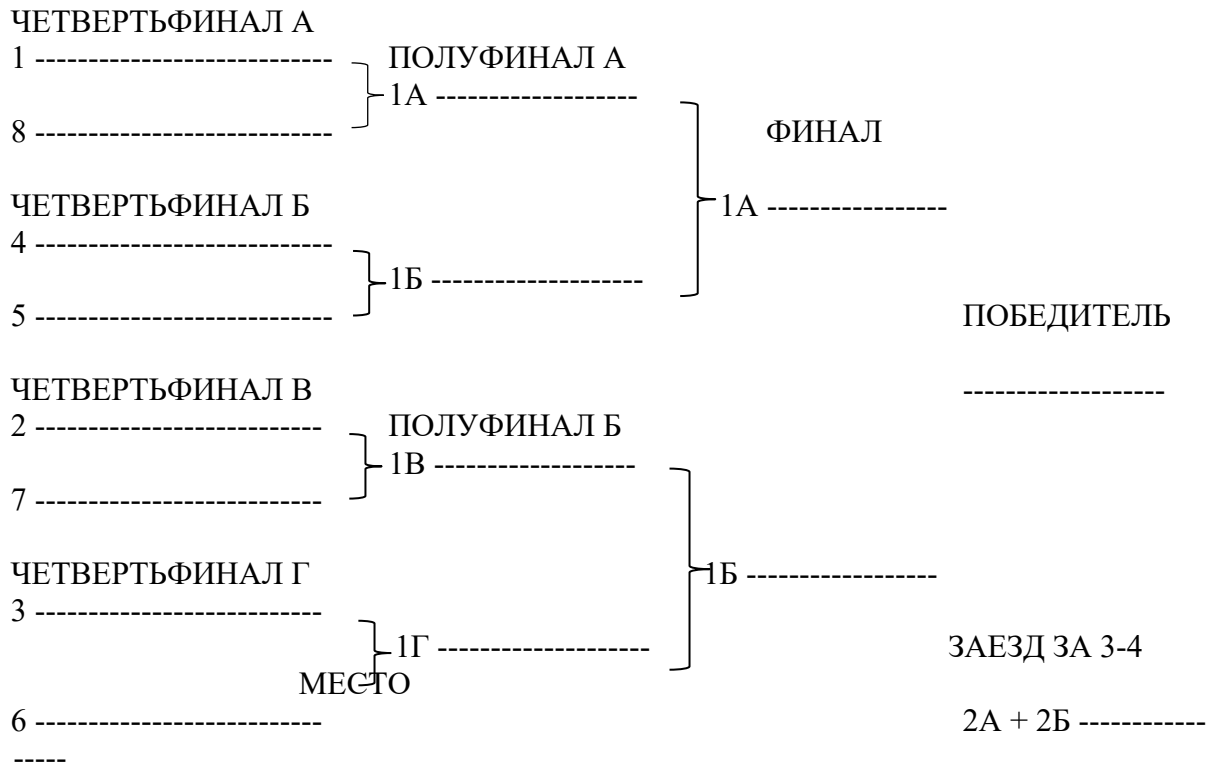 ЧЕТВЕРТЬФИНАЛ А
1 ---------------------------- ПОЛУФИНАЛ А
1А -------------------
8 ---------------------------- ФИНАЛ
ЧЕТВЕРТЬФИНАЛ Б 1А -----------------
4 ----------------------------
1Б --------------------
5 ---------------------------- ПОБЕДИТЕЛЬ
ЧЕТВЕРТЬФИНАЛ В -------------------
2 --------------------------- ПОЛУФИНАЛ Б
1В -------------------
7 ---------------------------
ЧЕТВЕРТЬФИНАЛ Г 1Б ------------------
3 ---------------------------
1Г -------------------- ЗАЕЗД ЗА 3-4
МЕСТО
6 --------------------------- 2А + 2Б ------------
-----